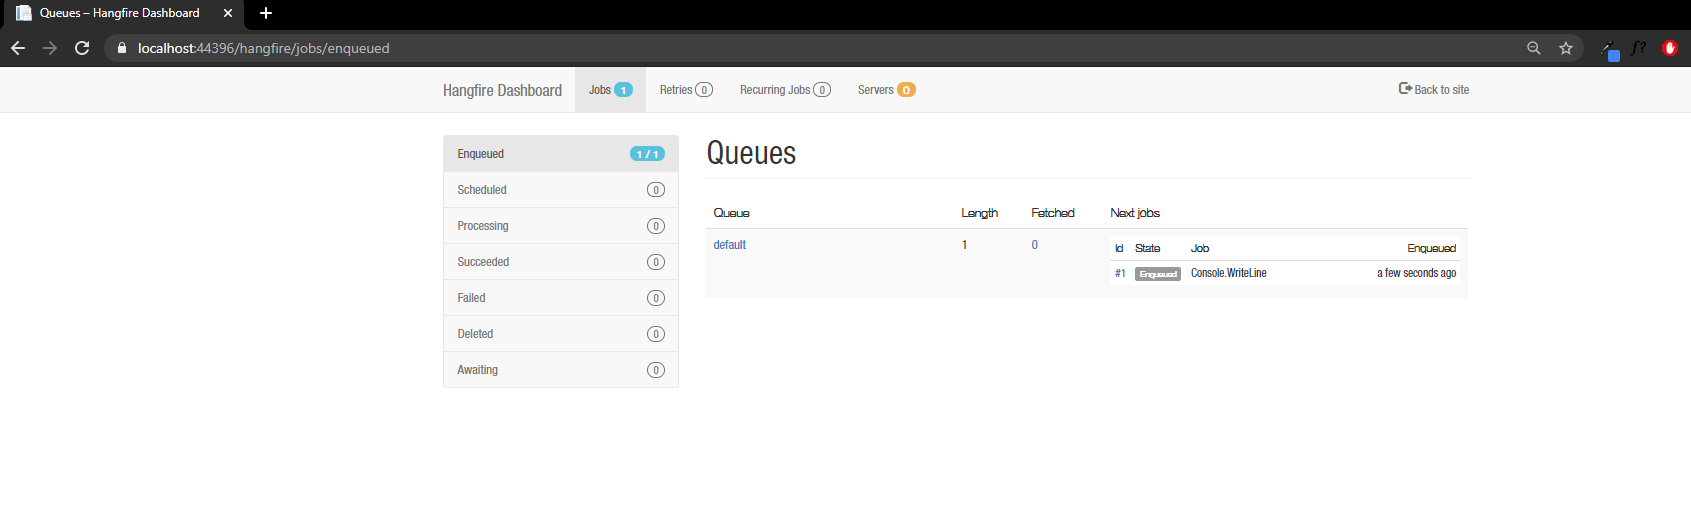 Queues – Hangfire Dashboard
localhost:44396/hangfire/jobs/enqueued
f?
Hangfire Dashboard Jobs 1 Retries 0 Recurring Jobs 0 Servers 0 Back to site
Enqueued 1 / 1
Scheduled 0
Processing 0
Succeeded 0
Failed 0
Deleted 0
Awaiting 0
Queues
Queue Length Fetched Next jobs
default 1 0
Id State Job Enqueued
#1 Enqueued Console.WriteLine a few seconds ago